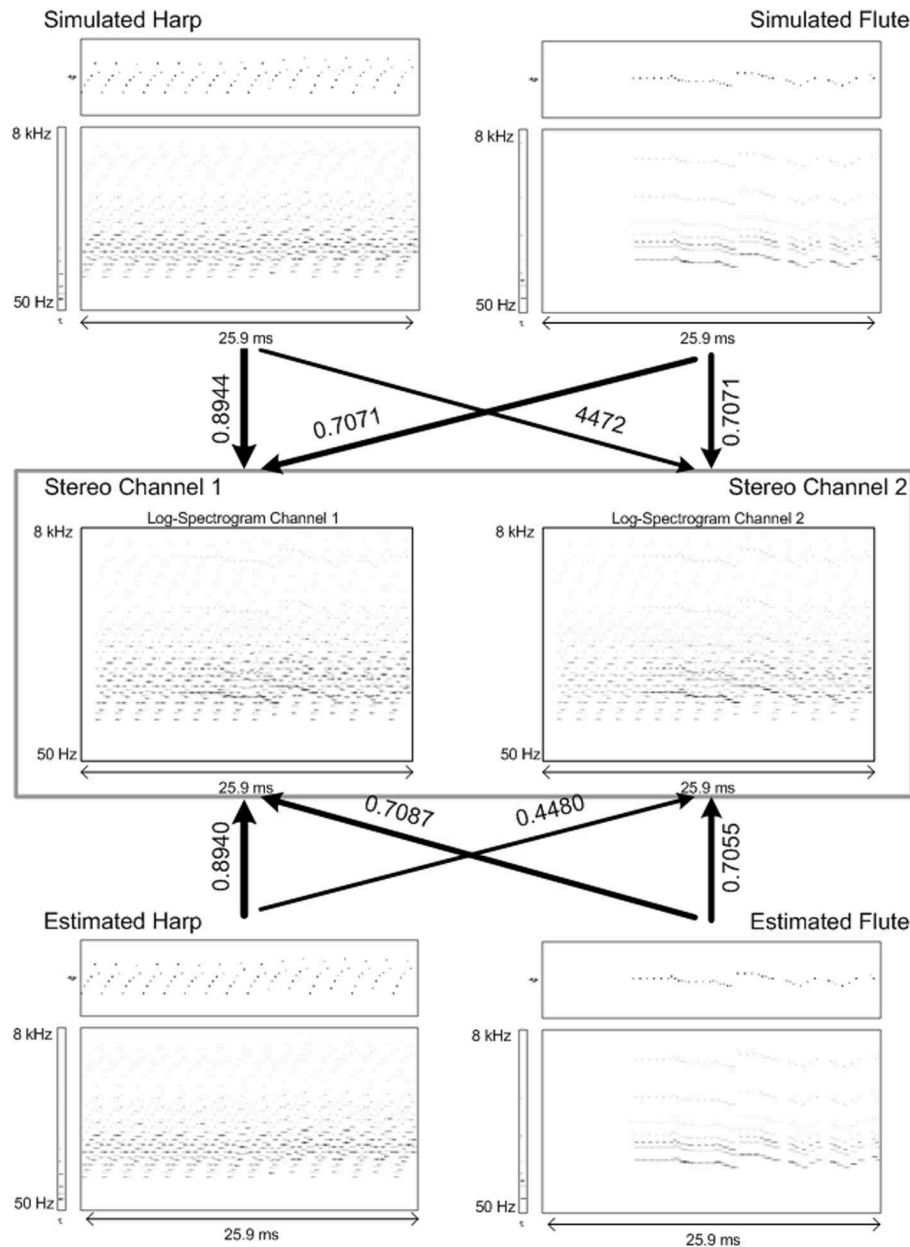 Simulated Harp
Simulated Flute
8 kHz
8 kHz
50 Hz
50 Hz
τ
τ
25.9 ms
25.9 ms
0.8944
0.7071
4472
0.7071
Stereo Channel 1
Stereo Channel 2
Log-Spectrogram Channel 1
Log-Spectrogram Channel 2
8 kHz
8 kHz
50 Hz
50 Hz
25.9 ms
25.9 ms
0.8940
0.7087
0.4480
0.7055
Estimated Harp
Estimated Flute
8 kHz
8 kHz
50 Hz
50 Hz
τ
τ
25.9 ms
25.9 ms